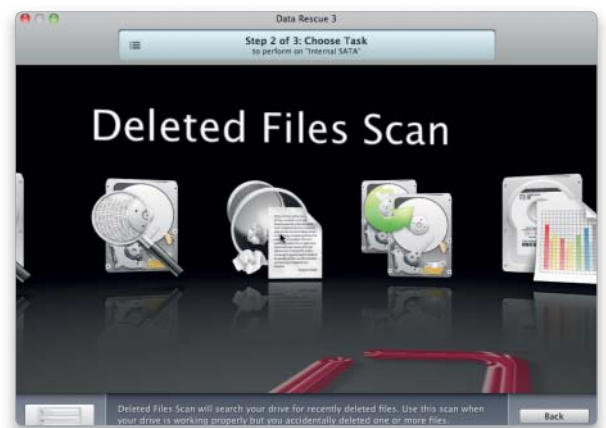 Data Rescue 3
Step 2 of 3: Choose Task
to perform on "Internal SATA"
Deleted Files Scan
Deleted Files Scan will search your drive for recently deleted files. Use this scan when
your drive is working properly but you accidentally deleted one or more files.
Back